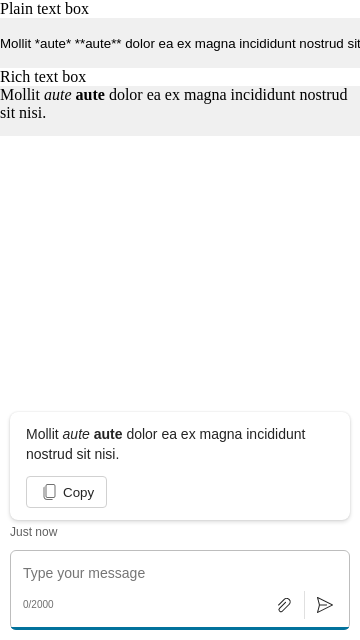 Plain text box
Mollit *aute* **aute** dolor ea ex magna incididunt nostrud sit
Rich text box
Mollit aute aute dolor ea ex magna incididunt nostrud
sit nisi.
Mollit aute aute dolor ea ex magna incididunt
nostrud sit nisi.
Copy
Just now
Type your message
0/2000